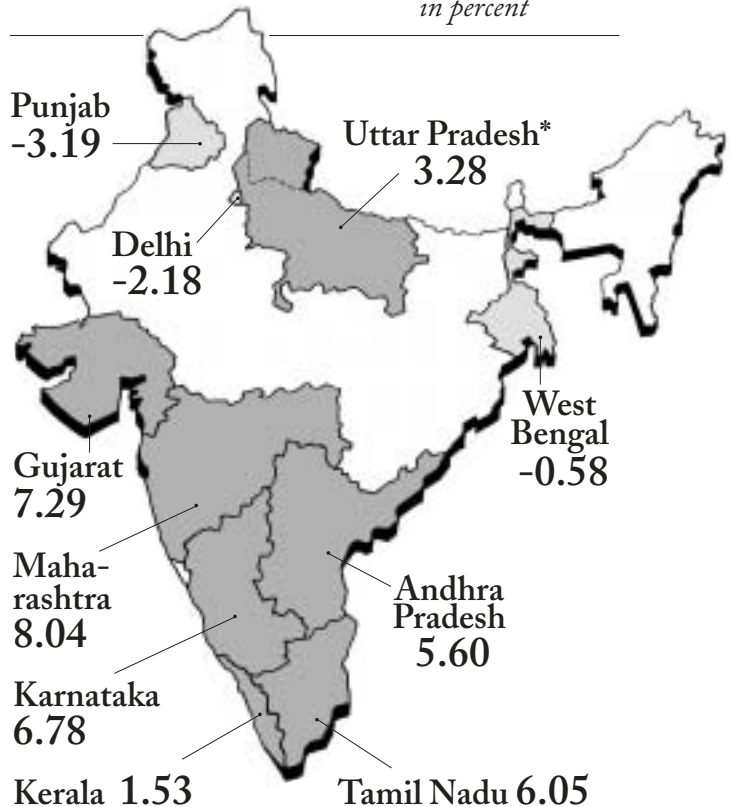 in percent
Punjab
-3.19
Uttar Pradesh*
3.28
Delhi
-2.18
West
Bengal
-0.58
Gujarat
7.29
Maha-
rashtra
8.04
Andhra
Pradesh
5.60
Karnataka
6.78
Kerala 1.53
Tamil Nadu 6.05